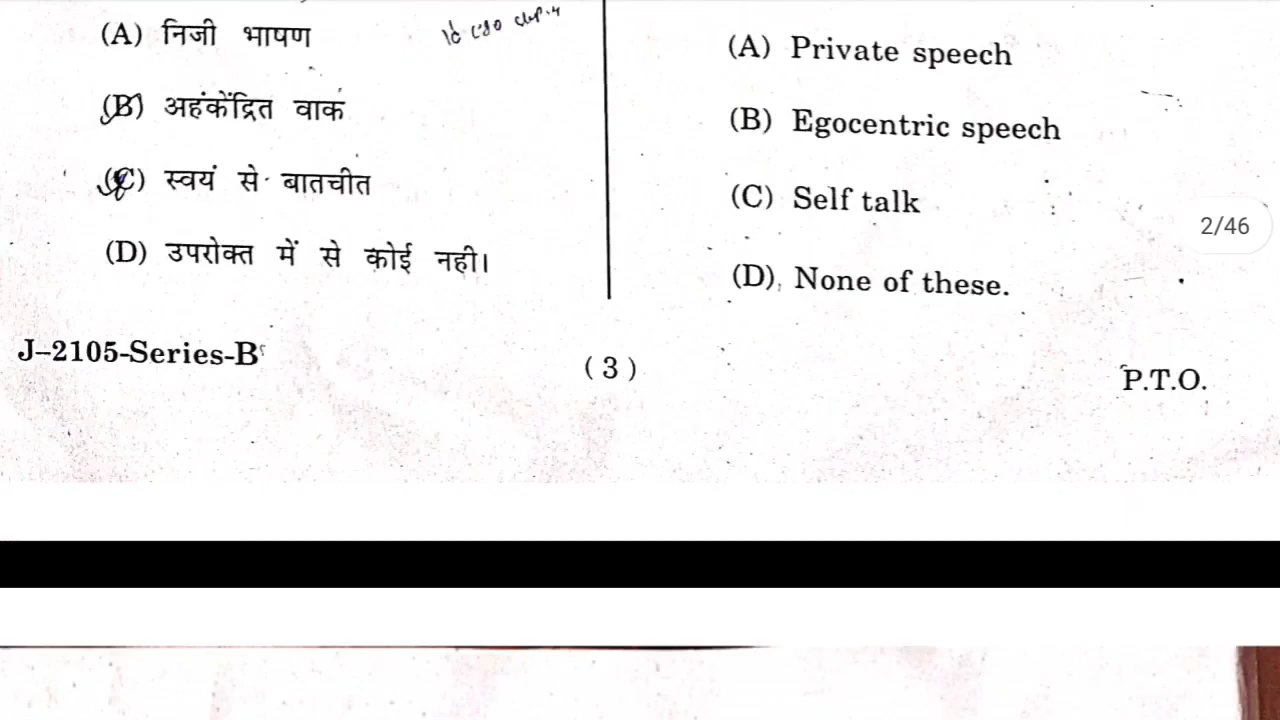 (A) निजी भाषण
(B) अहंकेंद्रित वाक
(C) स्वयं से बातचीत
(D) उपरोक्त में से कोई नही।
(A) Private speech
(B) Egocentric speech
(C) Self talk
(D) None of these.
2/46
J-2105-Series-B
( 3 )
P.T.O.